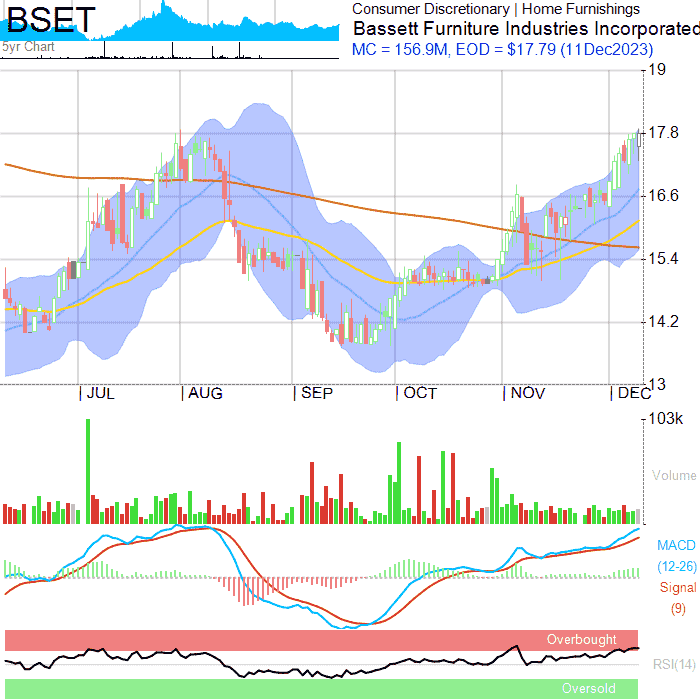 BSET
Consumer Discretionary | Home Furnishings
Bassett Furniture Industries Incorporated
MC = 156.9M, EOD = $17.79 (11Dec2023)
5yr Chart
19
17.8
16.6
15.4
14.2
13
JUL AUG SEP OCT NOV DEC
103k
Volume
MACD
(12-26)
Signal
(9)
Overbought
RSI(14)
Oversold